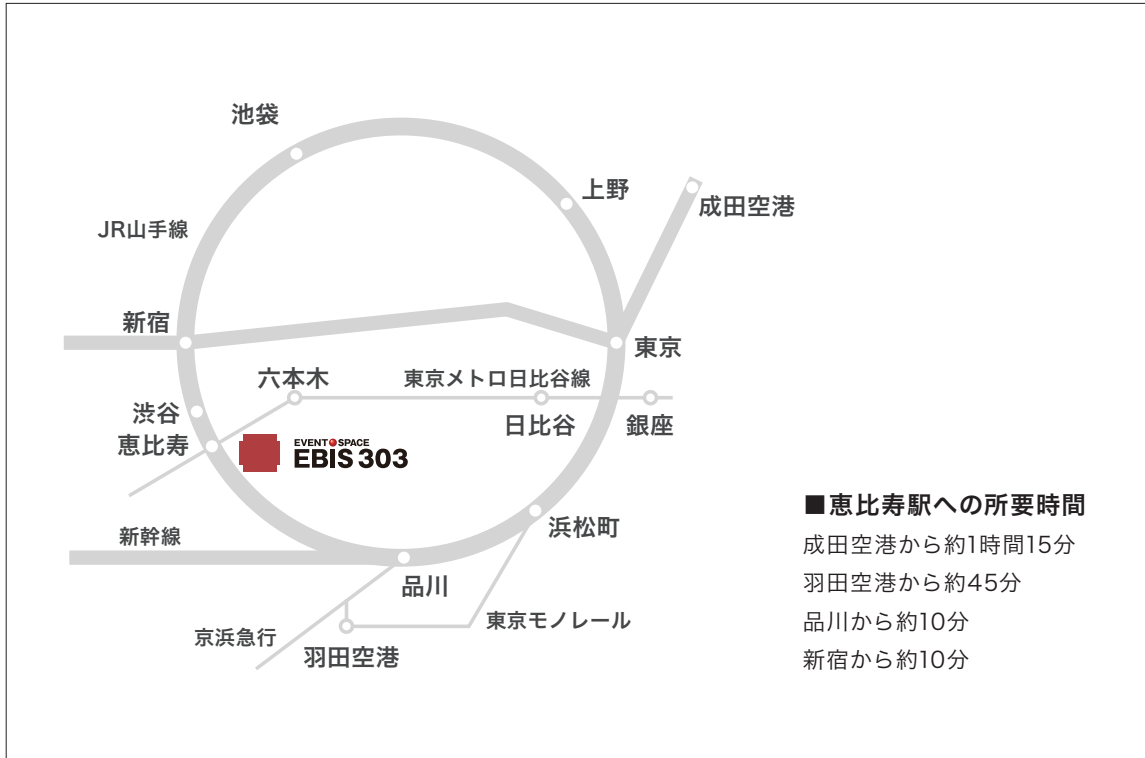 池袋
上野
成田空港
JR山手線
新宿
東京
六本木
東京メトロ日比谷線
渋谷
日比谷
銀座
恵比寿
EVENT SPACE
EBIS 303
■恵比寿駅への所要時間
浜松町
新幹線
成田空港から約1時間15分
羽田空港から約45分
品川
品川から約10分
東京モノレール
京浜急行
羽田空港
新宿から約10分